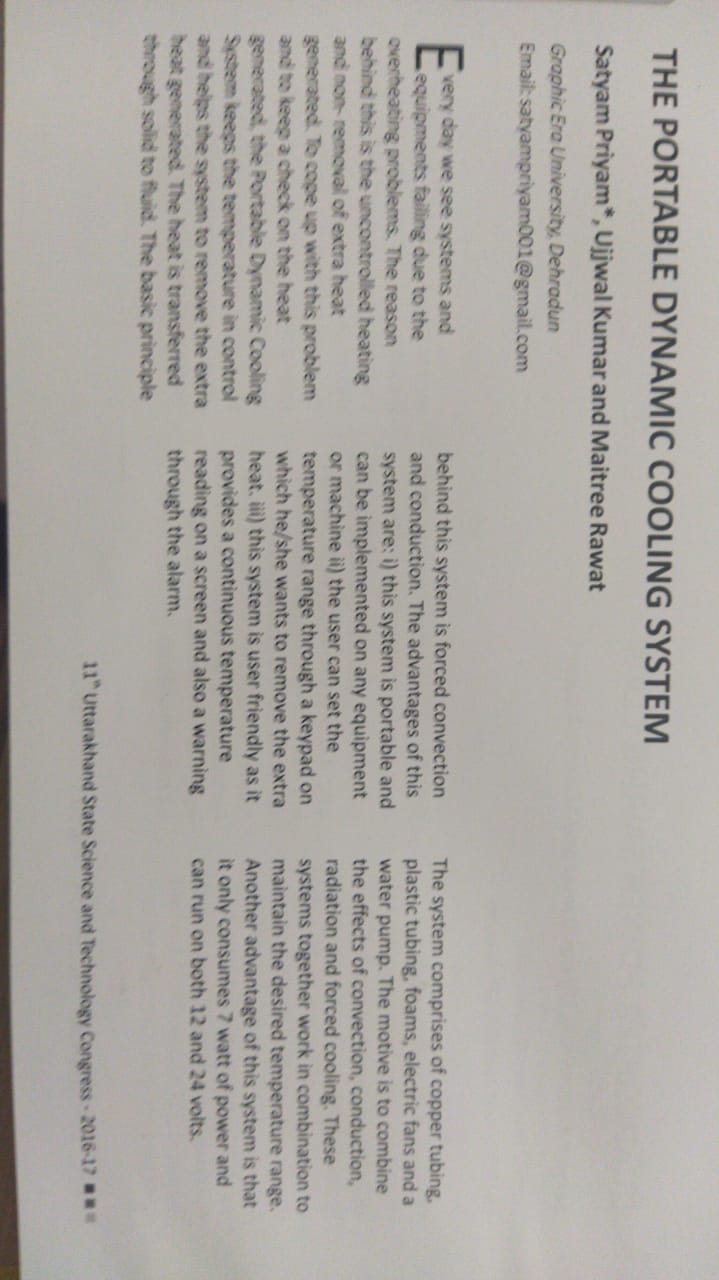 THE PORTABLE DYNAMIC COOLING SYSTEM
Satyam Priyam*, Ujjwal Kumar and Maitree Rawat
Graphic Era University, Dehradun
Email: satyampriyam001@gmail.com
Every day we see systems and
equipments failing due to the
overheating problems. The reason
behind this is the uncontrolled heating
and non- removal of extra heat
generated. To cope up with this problem
and to keep a check on the heat
generated, the Portable Dynamic Cooling
System keeps the temperature in control
and helps the system to remove the extra
heat generated. The heat is transferred
through solid to fluid. The basic principle
behind this system is forced convection
and conduction. The advantages of this
system are: i) this system is portable and
can be implemented on any equipment
or machine ii) the user can set the
temperature range through a keypad on
which he/she wants to remove the extra
heat. iii) this system is user friendly as it
provides a continuous temperature
reading on a screen and also a warning
through the alarm.
The system comprises of copper tubing,
plastic tubing, foams, electric fans and a
water pump. The motive is to combine
the effects of convection, conduction,
radiation and forced cooling. These
systems together work in combination to
maintain the desired temperature range.
Another advantage of this system is that
it only consumes 7 watt of power and
can run on both 12 and 24 volts.
11th Uttarakhand State Science and Technology Congress - 2016-17